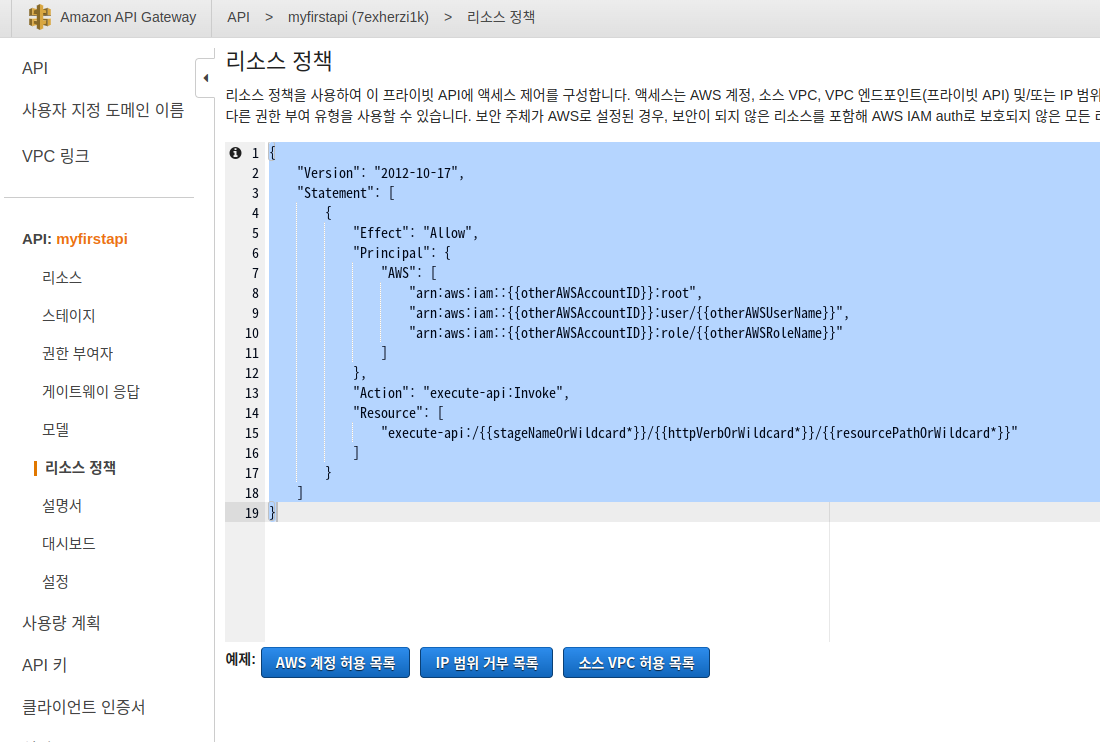 Amazon API Gateway
API > myfirstapi (7exherzi1k) > 리소스 정책
API
사용자 지정 도메인 이름
VPC 링크
API: myfirstapi
리소스
스테이지
권한 부여자
게이트웨이 응답
모델
리소스 정책
설명서
대시보드
설정
사용량 계획
API 키
클라이언트 인증서
리소스 정책
리소스 정책을 사용하여 이 프라이빗 API에 액세스 제어를 구성합니다. 액세스는 AWS 계정, 소스 VPC, VPC 엔드포인트(프라이빗 API) 및/또는 IP 범위
다른 권한 부여 유형을 사용할 수 있습니다. 보안 주체가 AWS로 설정된 경우, 보안이 되지 않은 리소스를 포함해 AWS IAM auth로 보호되지 않은 모든
1 {
2 "Version": "2012-10-17",
3 "Statement": [
4 {
5 "Effect": "Allow",
6 "Principal": {
7 "AWS": [
8 "arn:aws:iam::{{otherAWSAccountID}}:root",
9 "arn:aws:iam::{{otherAWSAccountID}}:user/{{otherAWSUserName}}",
10 "arn:aws:iam::{{otherAWSAccountID}}:role/{{otherAWSRoleName}}"
11 ]
12 },
13 "Action": "execute-api:Invoke",
14 "Resource": [
15 "execute-api:/{{stageNameOrWildcard*}}/{{httpVerbOrWildcard*}}/{{resourcePathOrWildcard*}}"
16 ]
17 }
18 ]
19 }
예제: AWS 계정 허용 목록 IP 범위 거부 목록 소스 VPC 허용 목록